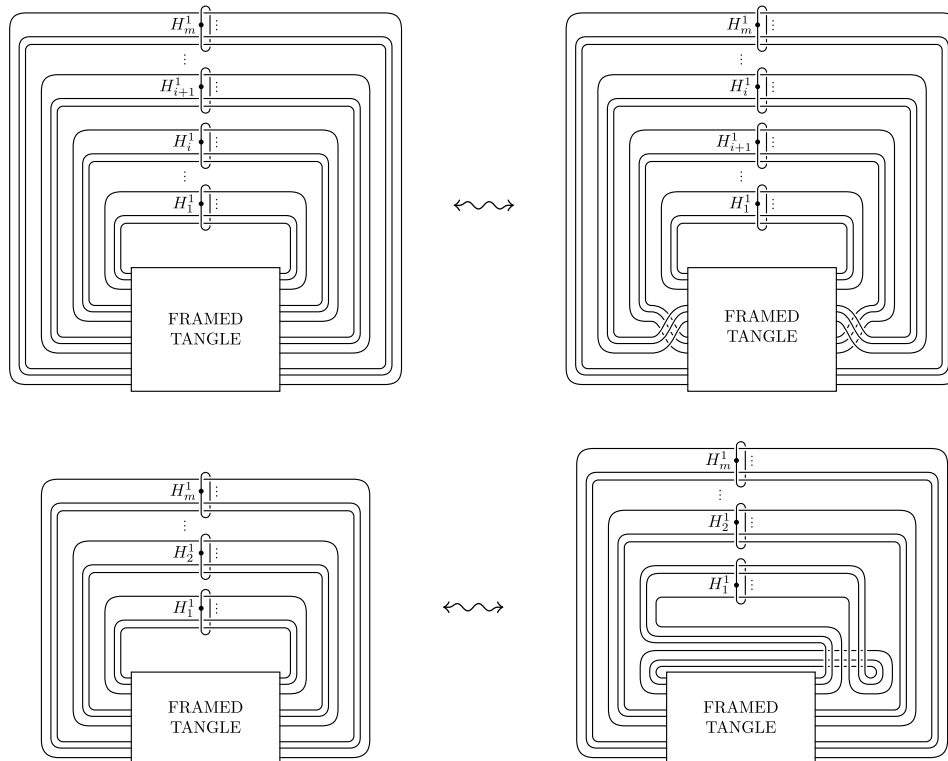 H^1_m ⋮
⋮
H^1_{i+1} ⋮
H^1_i ⋮
⋮
H^1_1 ⋮
FRAMED
TANGLE
H^1_m ⋮
⋮
H^1_i ⋮
H^1_{i+1} ⋮
⋮
H^1_1 ⋮
FRAMED
TANGLE
H^1_m ⋮
⋮
H^1_2 ⋮
H^1_1 ⋮
FRAMED
TANGLE
H^1_m ⋮
⋮
H^1_2 ⋮
H^1_1 ⋮
FRAMED
TANGLE